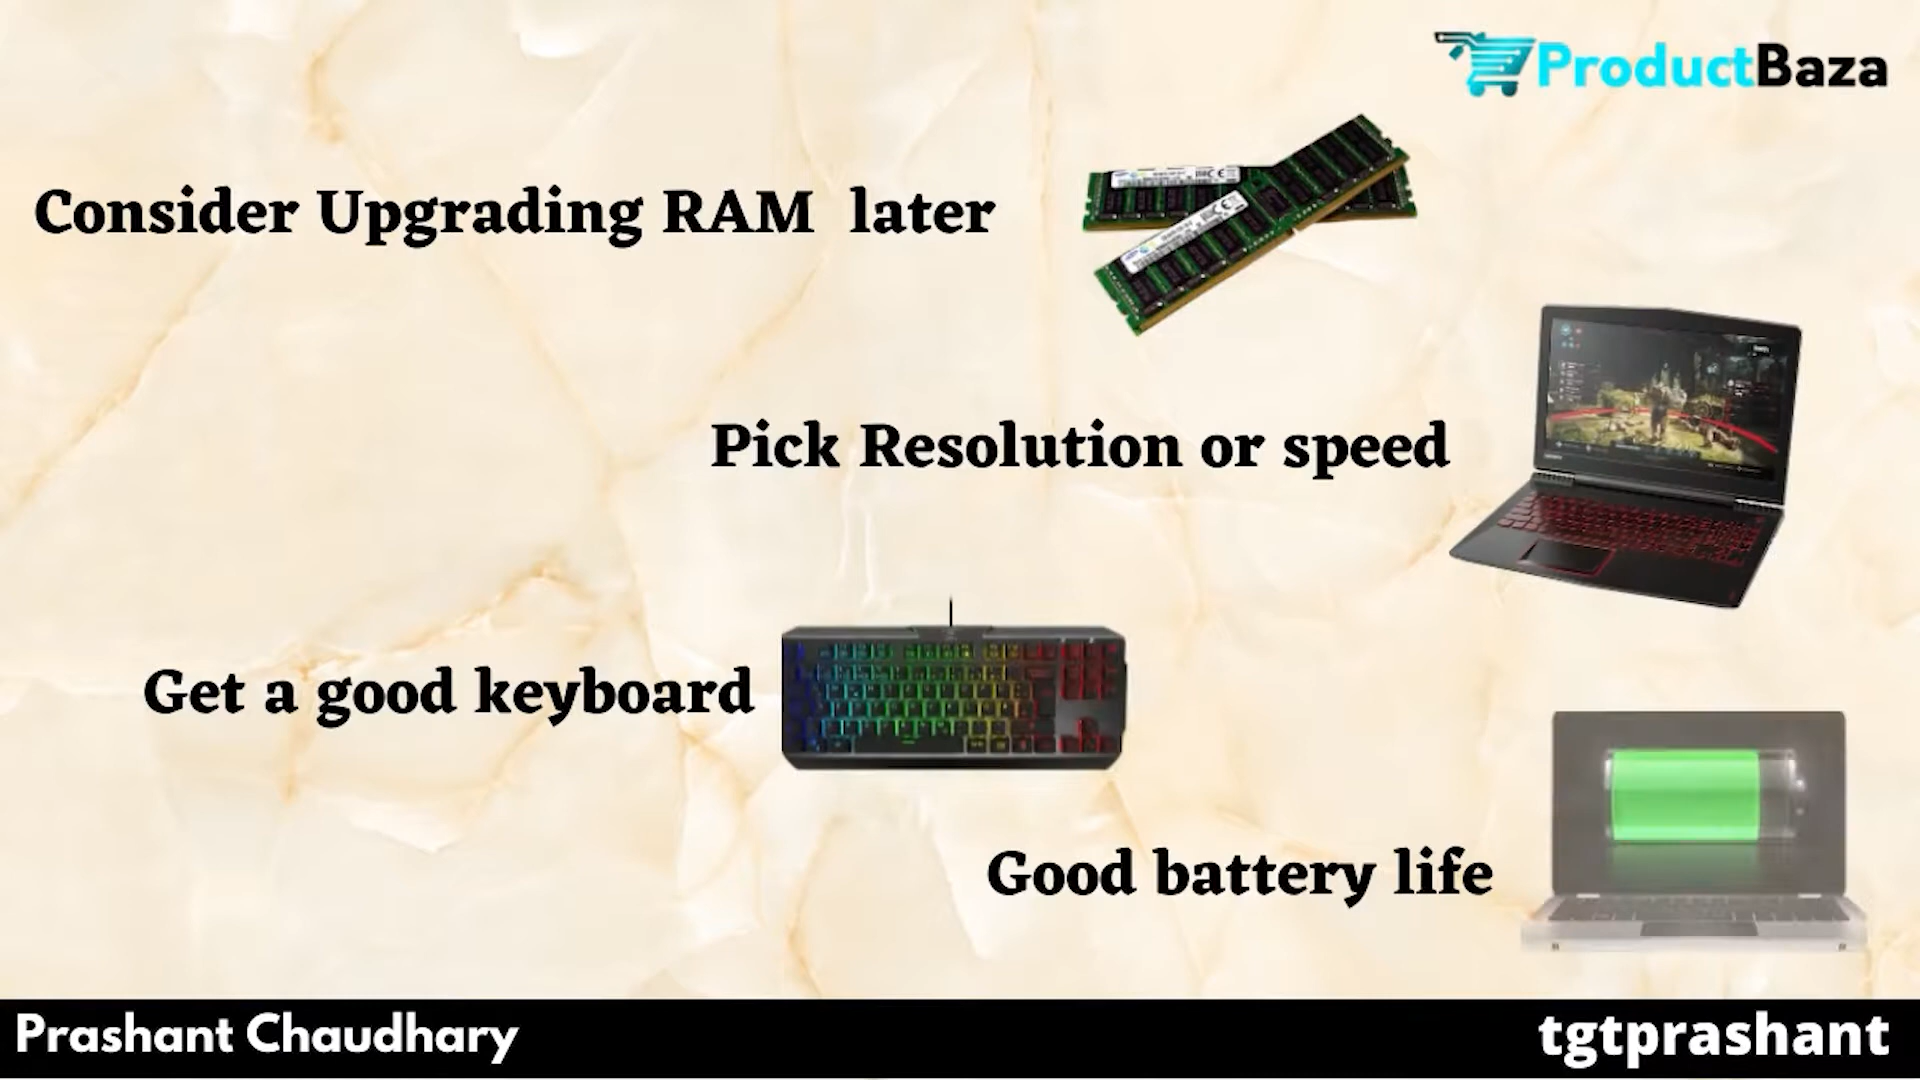 ProductBaza
Consider Upgrading RAM later
Pick Resolution or speed
Get a good keyboard
Good battery life
Prashant Chaudhary
tgtprashant